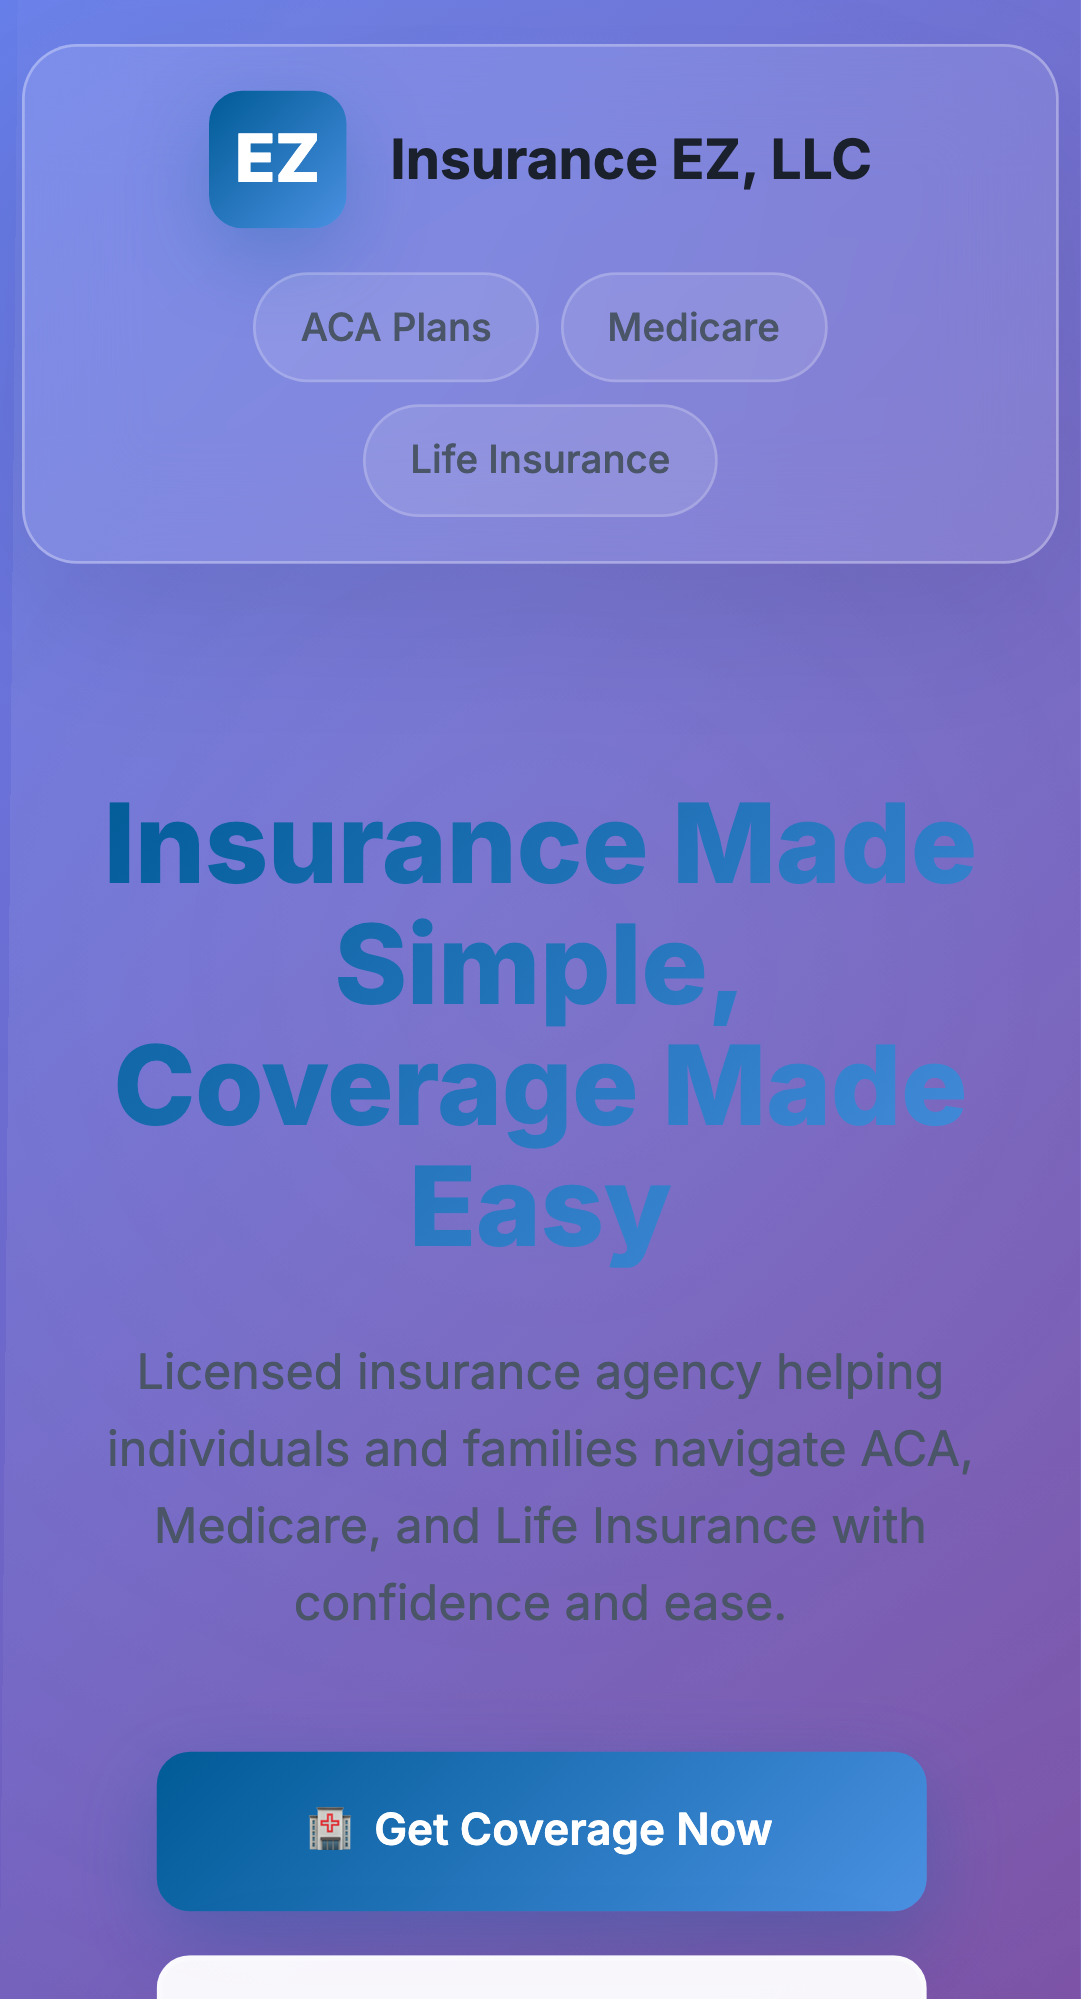 EZ
Insurance EZ, LLC
ACA Plans
Medicare
Life Insurance
Insurance Made
Simple,
Coverage Made
Easy
Licensed insurance agency helping
individuals and families navigate ACA,
Medicare, and Life Insurance with
confidence and ease.
Get Coverage Now